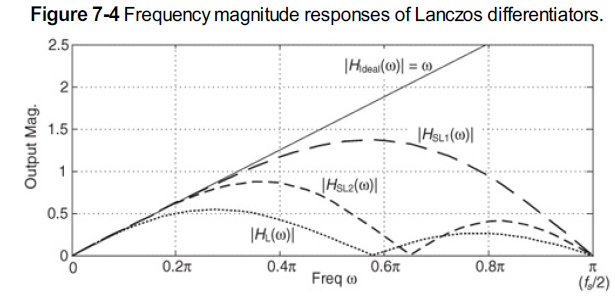 Figure 7-4 Frequency magnitude responses of Lanczos differentiators.
2.5
|Hideal(ω)| = ω
2
Output Mag.
1.5
|HSL1(ω)|
1
|HSL2(ω)|
0.5
|HL(ω)|
0
0
0.2π
0.4π
0.6π
0.8π
π
Freq ω
(fs/2)